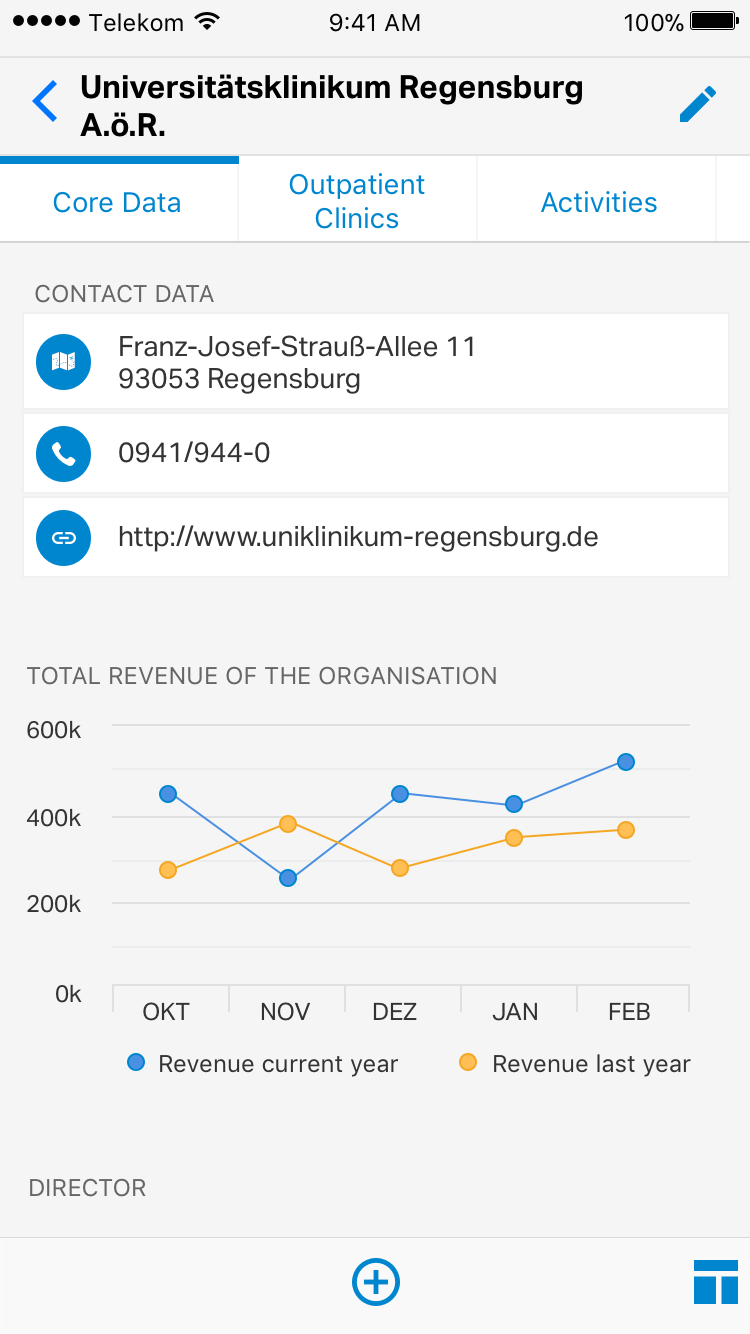 Telekom 9:41 AM 100%
Universitätsklinikum Regensburg
A.ö.R.
Core Data
Outpatient
Clinics
Activities
CONTACT DATA
Franz-Josef-Strauß-Allee 11
93053 Regensburg
0941/944-0
http://www.uniklinikum-regensburg.de
TOTAL REVENUE OF THE ORGANISATION
600k
400k
200k
0k
OKT NOV DEZ JAN FEB
Revenue current year Revenue last year
DIRECTOR